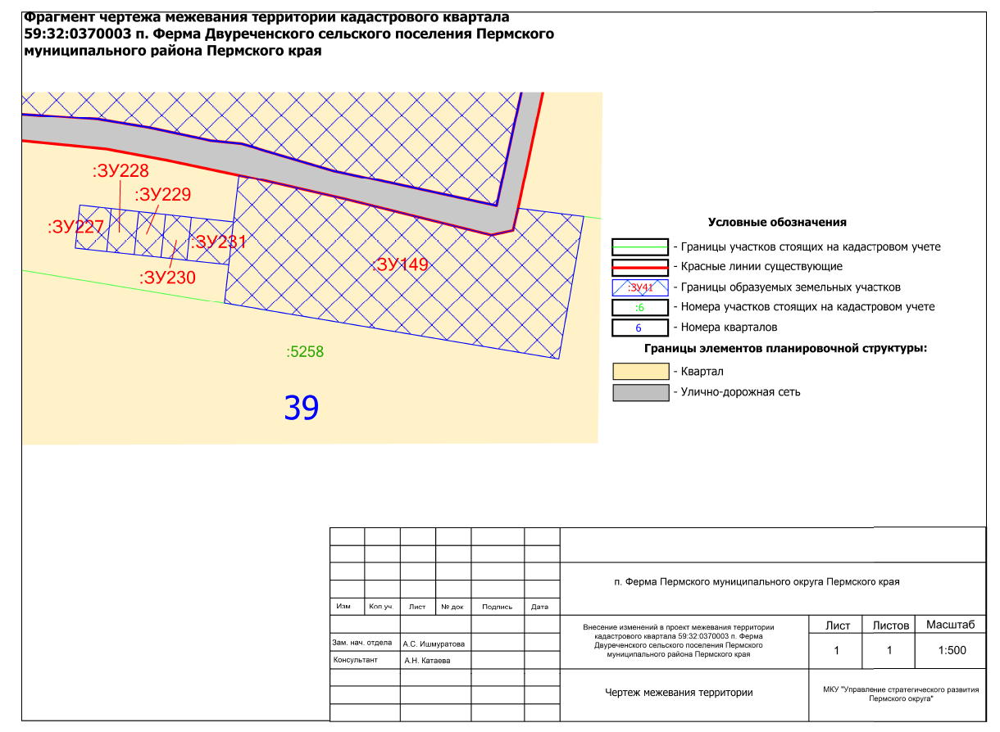 Фрагмент чертежа межевания территории кадастрового квартала
59:32:0370003 п. Ферма Двуреченского сельского поселения Пермского
муниципального района Пермского края
:ЗУ228
:ЗУ229
:ЗУ227
:ЗУ231
:ЗУ230
:ЗУ149
:5258
39
Условные обозначения
- Границы участков стоящих на кадастровом учете
- Красные линии существующие
:ЗУ41 - Границы образуемых земельных участков
:6 - Номера участков стоящих на кадастровом учете
6 - Номера кварталов
Границы элементов планировочной структуры:
- Квартал
- Улично-дорожная сеть
п. Ферма Пермского муниципального округа Пермского края
Изм Кол.уч. Лист № док Подпись Дата
Зам. нач. отдела А.С. Ишмуратова
Консультант А.Н. Катаева
Внесение изменений в проект межевания территории
кадастрового квартала 59:32:0370003 п. Ферма
Двуреченского сельского поселения Пермского
муниципального района Пермского края
Лист Листов Масштаб
1 1 1:500
Чертеж межевания территории
МКУ "Управление стратегического развития
Пермского округа"